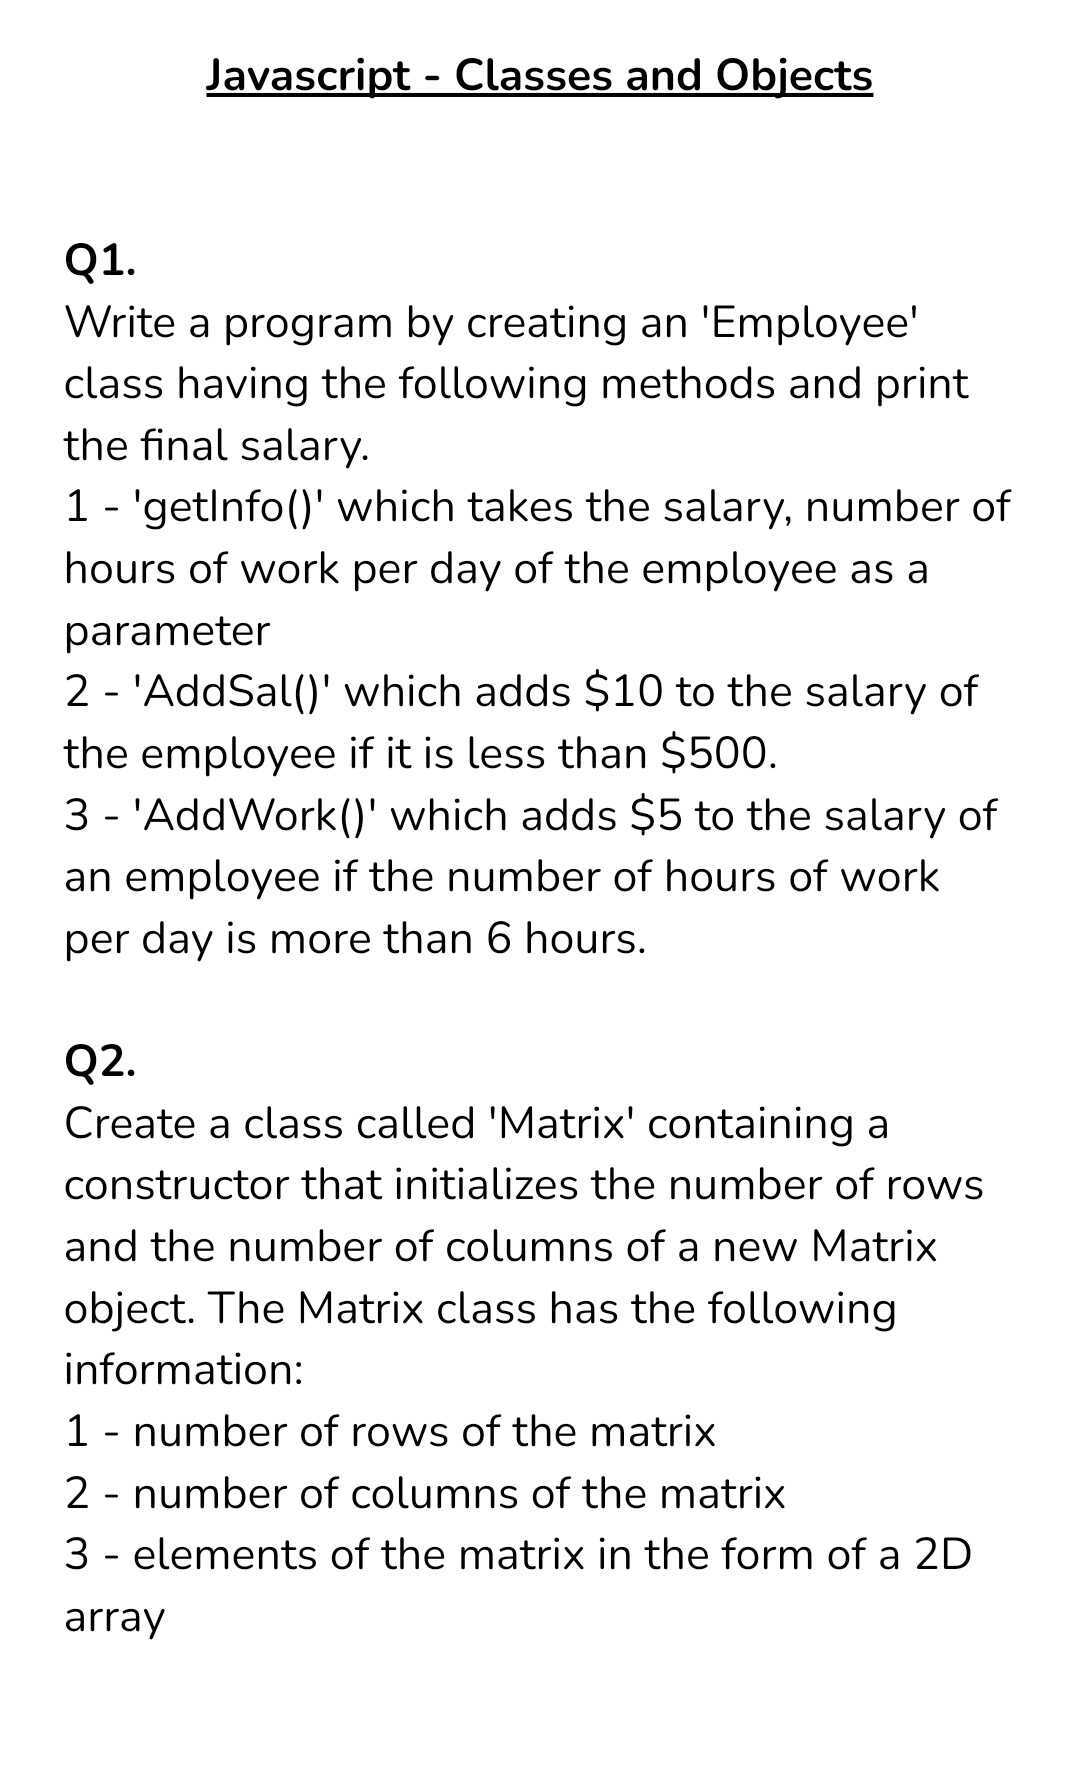 Javascript - Classes and Objects
Q1.
Write a program by creating an 'Employee'
class having the following methods and print
the final salary.
1 - 'getInfo()' which takes the salary, number of
hours of work per day of the employee as a
parameter
2 - 'AddSal()' which adds $10 to the salary of
the employee if it is less than $500.
3 - 'AddWork()' which adds $5 to the salary of
an employee if the number of hours of work
per day is more than 6 hours.
Q2.
Create a class called 'Matrix' containing a
constructor that initializes the number of rows
and the number of columns of a new Matrix
object. The Matrix class has the following
information:
1 - number of rows of the matrix
2 - number of columns of the matrix
3 - elements of the matrix in the form of a 2D
array